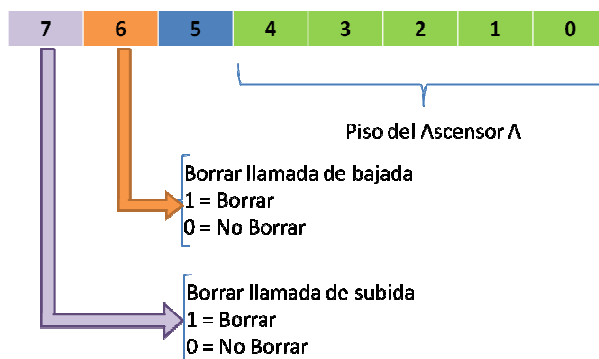 7 6 5 4 3 2 1 0
Piso del Ascensor A
Borrar llamada de bajada
1 = Borrar
0 = No Borrar
Borrar llamada de subida
1 = Borrar
0 = No Borrar